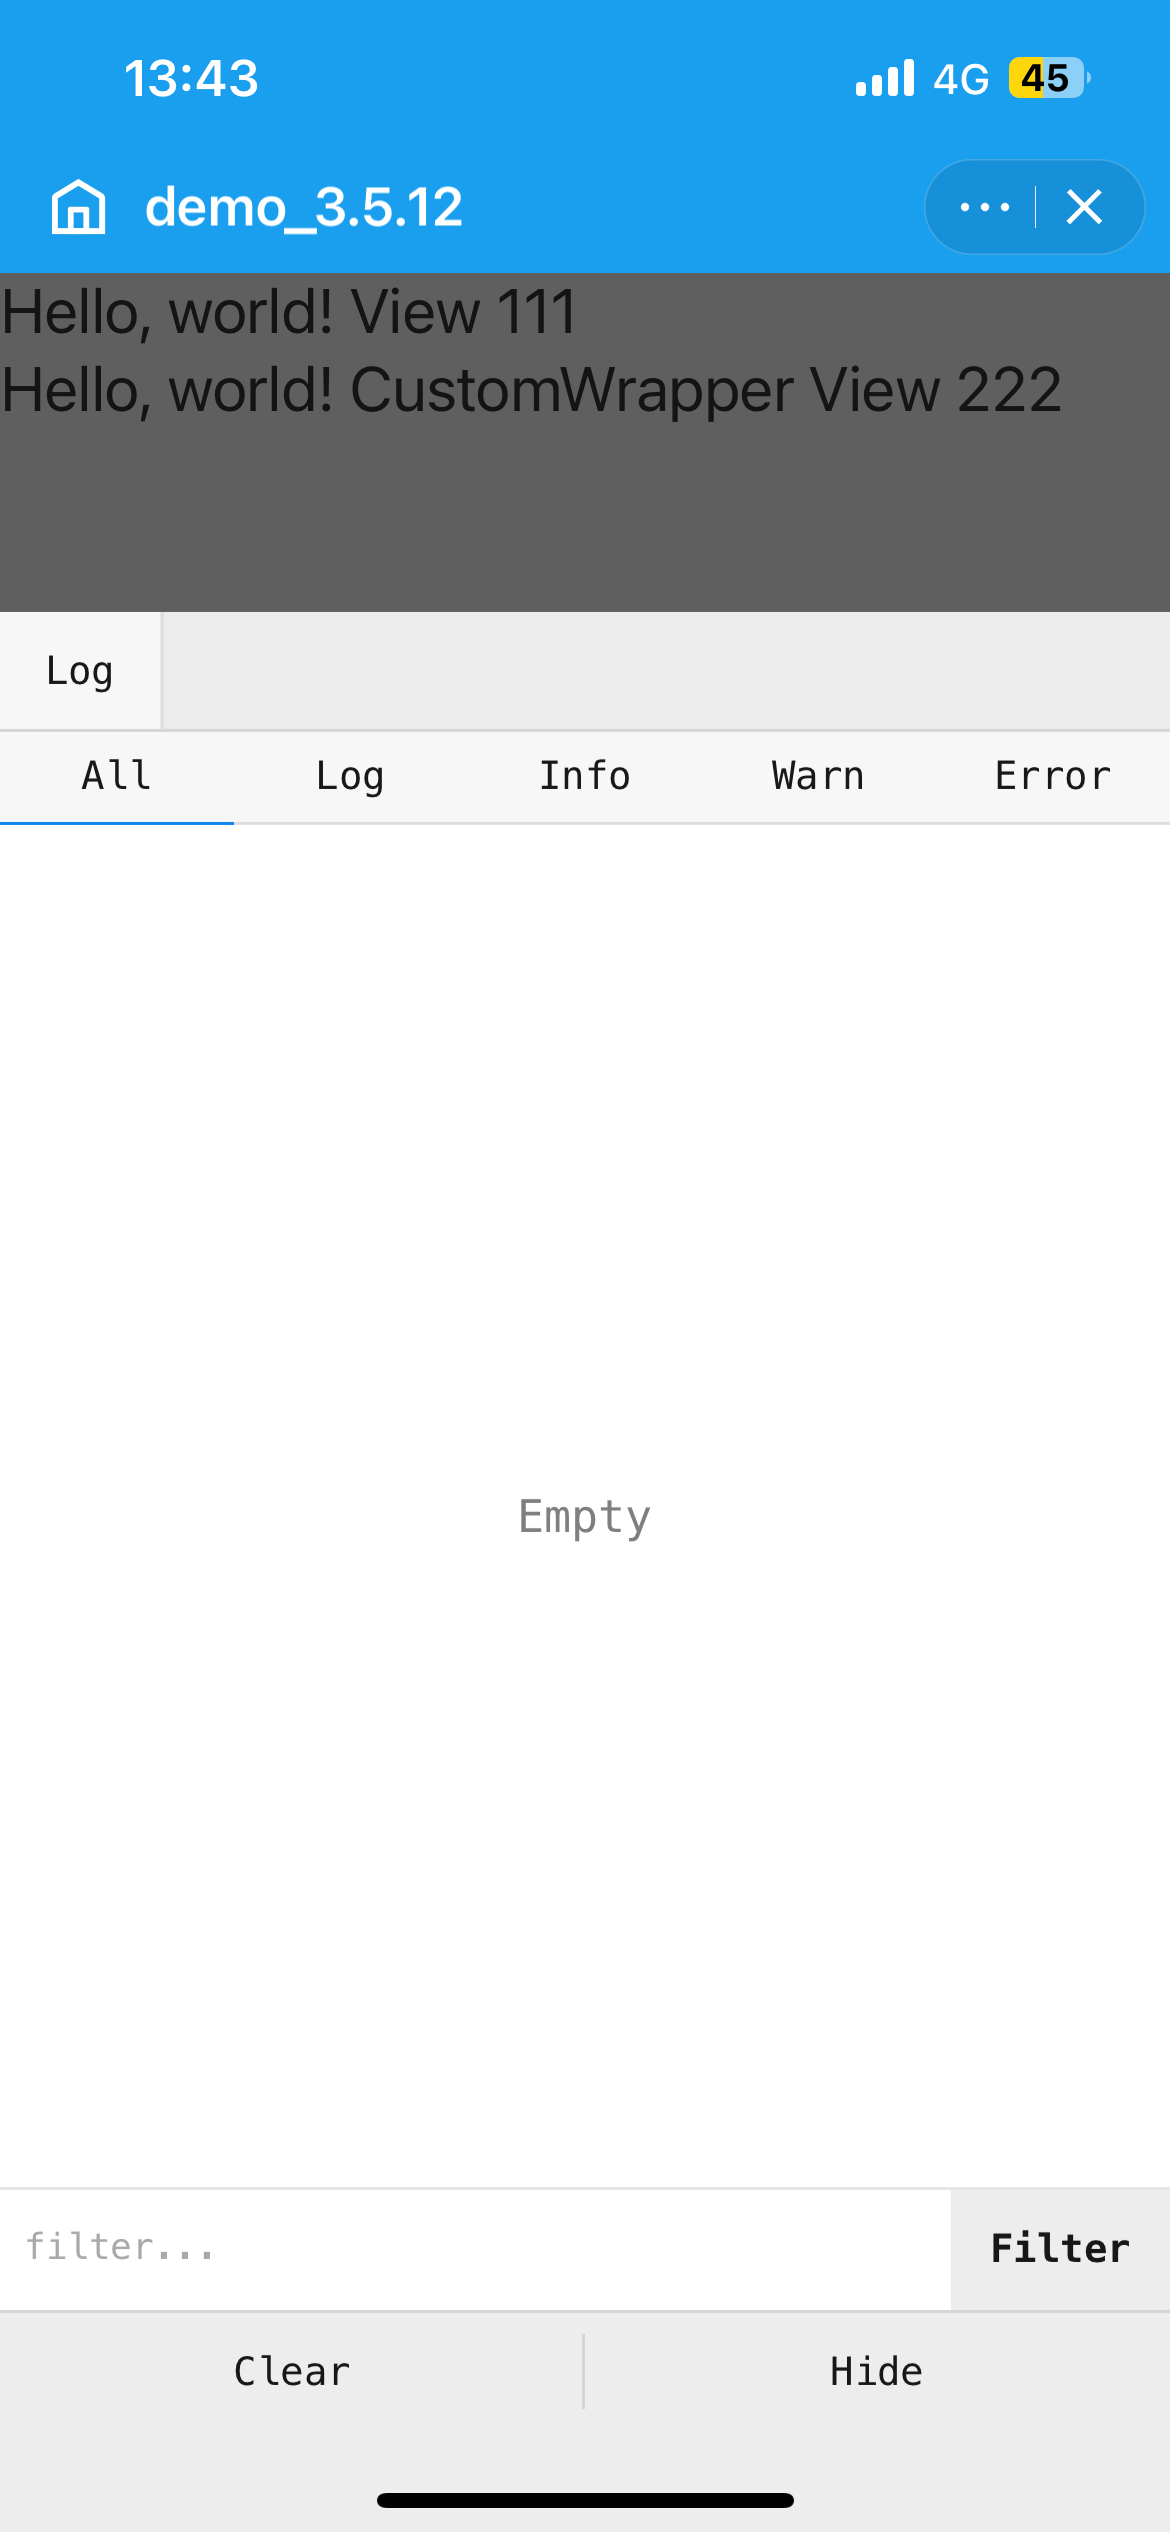 13:43 4G 45
demo_3.5.12
Hello, world! View 111
Hello, world! CustomWrapper View 222
Log
All Log Info Warn Error
Empty
filter... Filter
Clear Hide